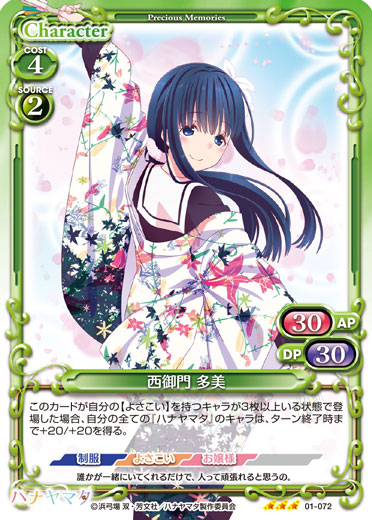 Precious Memories
Character
COST
4
SOURCE
2
30 AP
DP 30
西御門 多美
このカードが自分の【よさこい】を持つキャラが3枚以上いる状態で登
場した場合、自分の全ての『ハナヤマタ』のキャラは、ターン終了時ま
で+20/+20を得る。
制服 よさこい お嬢様
誰かが一緒にいてくれるだけで、人って頑張れると思うの。
ハナヤマタ
©浜弓場 双・芳文社/ハナヤマタ製作委員会
★★★ 01-072